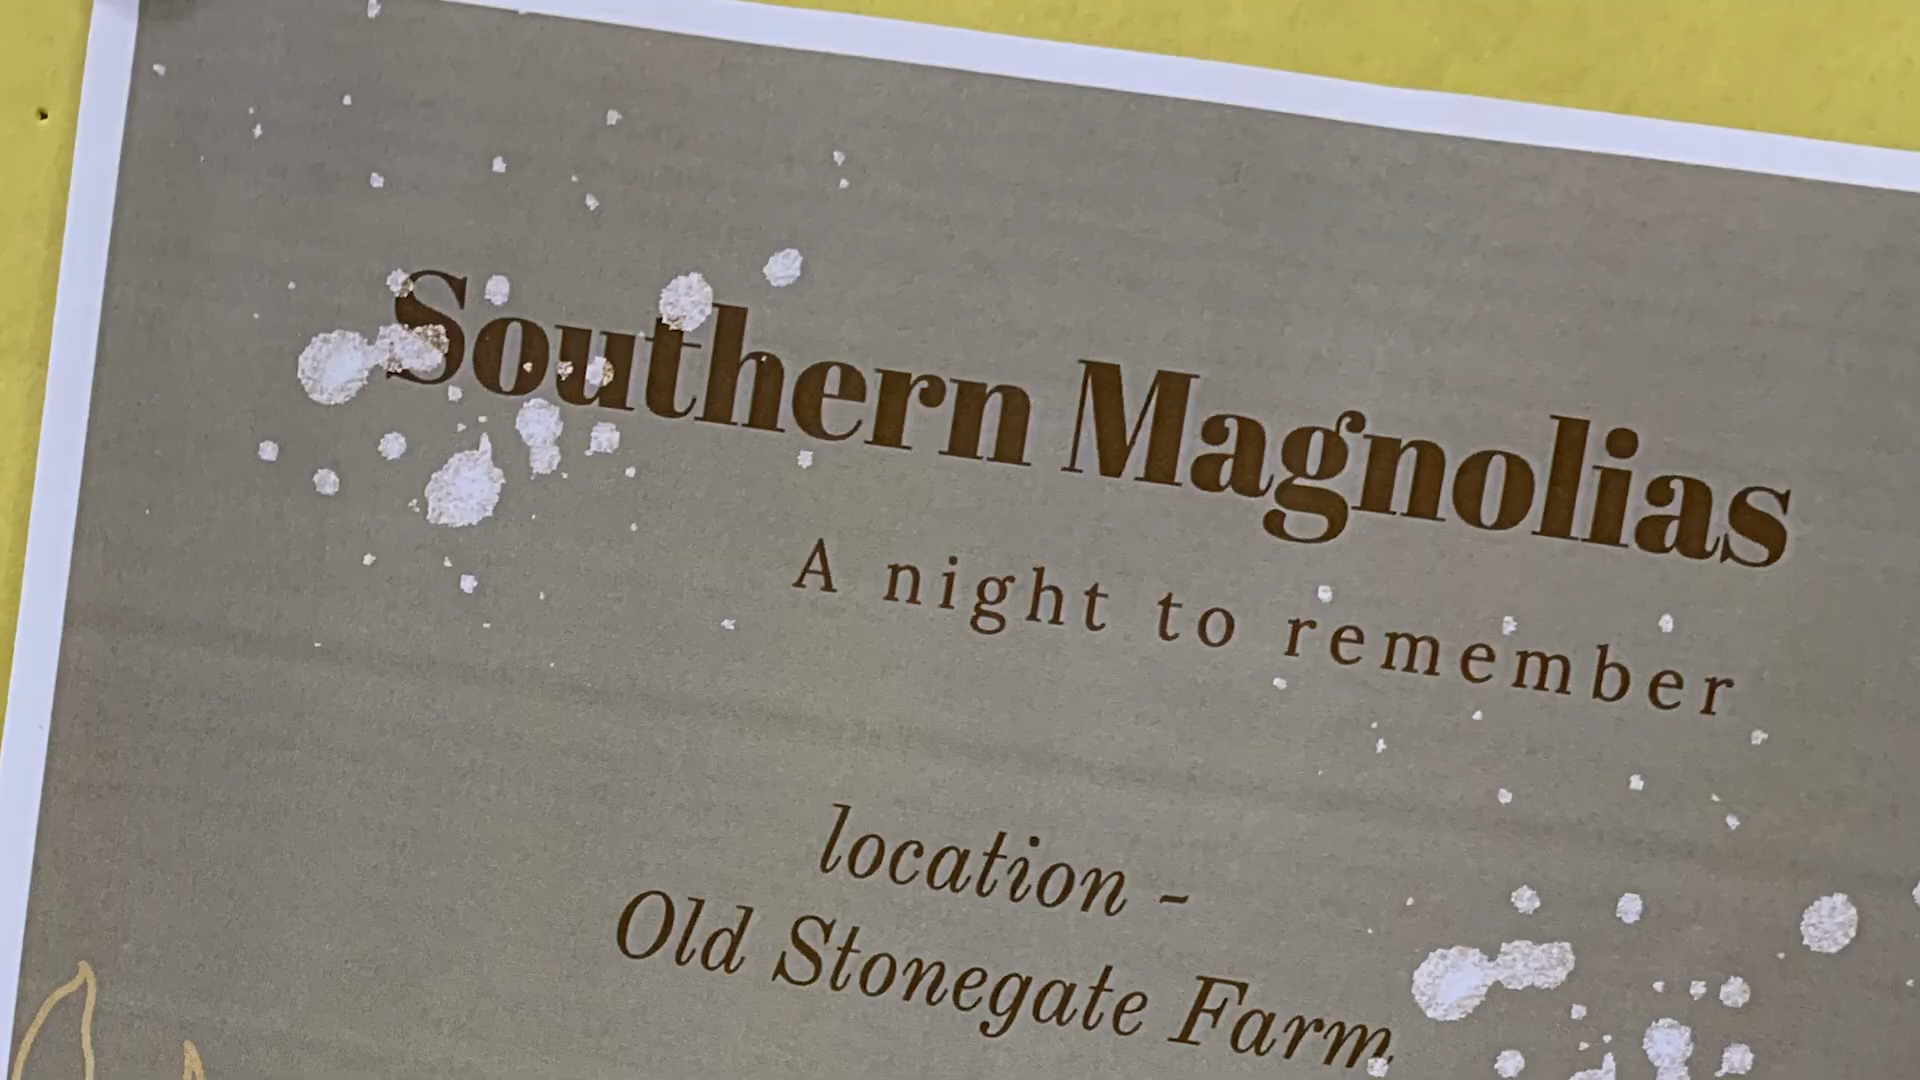 Southern Magnolias
A night to remember
location -
Old Stonegate Farm